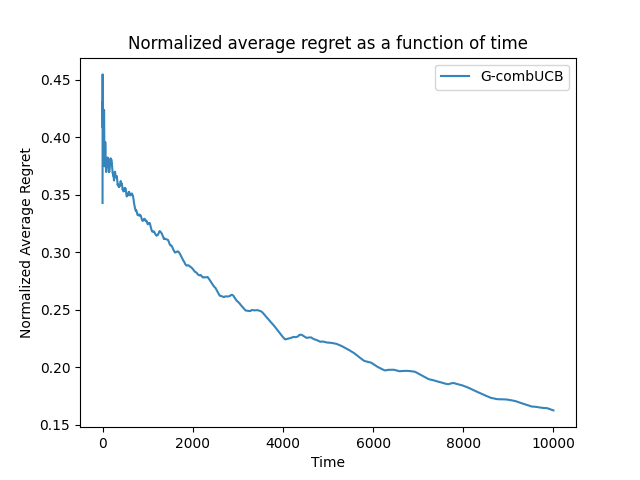 Normalized average regret as a function of time
G-combUCB
Normalized Average Regret
0.45
0.40
0.35
0.30
0.25
0.20
0.15
0 2000 4000 6000 8000 10000
Time